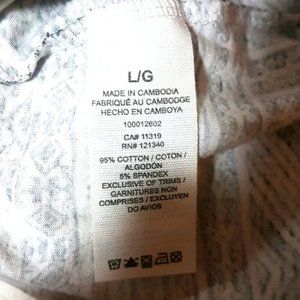 L/G
MADE IN CAMBODIA
FABRIQUÉ AU CAMBODGE
HECHO EN CAMBOYA
100012602
CA# 11319
RN# 121340
95% COTTON / COTON /
ALGODÓN
5% SPANDEX
EXCLUSIVE OF TRIMS /
GARNITURES NON
COMPRISES / EXCLUYEN
DO AVIOS